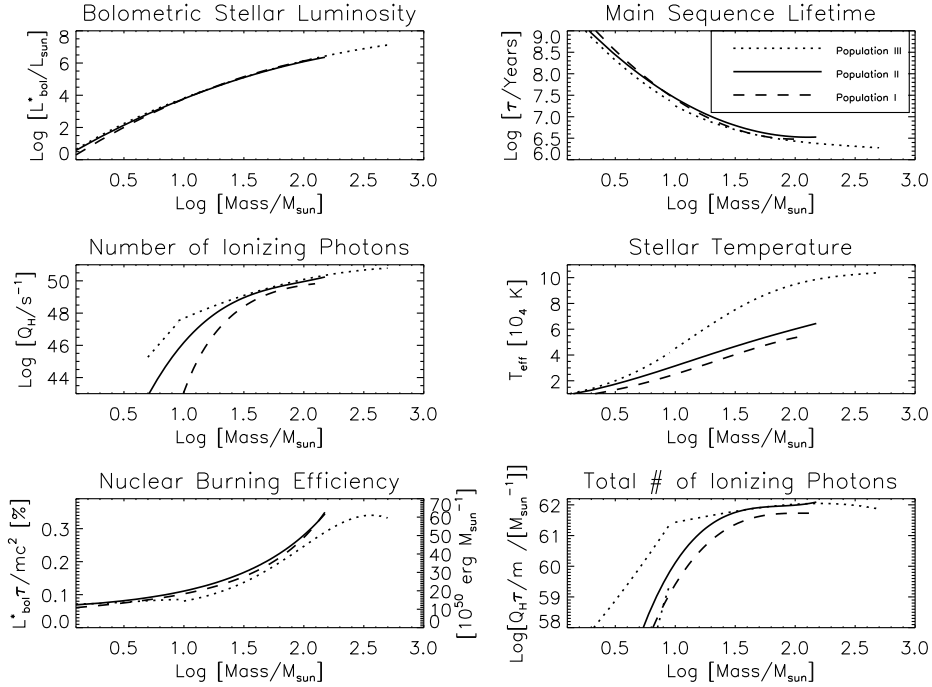 Bolometric Stellar Luminosity
Log [L*bol/Lsun]
8
6
4
2
0
0.5 1.0 1.5 2.0 2.5 3.0
Log [Mass/Msun]
Main Sequence Lifetime
Log [τ/Years]
9.0
8.5
8.0
7.5
7.0
6.5
6.0
Population III
Population II
Population I
0.5 1.0 1.5 2.0 2.5 3.0
Log [Mass/Msun]
Number of Ionizing Photons
Log [QH/s⁻¹]
50
48
46
44
0.5 1.0 1.5 2.0 2.5 3.0
Log [Mass/Msun]
Stellar Temperature
Teff [10₄ K]
10
8
6
4
2
0.5 1.0 1.5 2.0 2.5 3.0
Log [Mass/Msun]
Nuclear Burning Efficiency
L*bolτ/mc² [%]
0.3
0.2
0.1
0.0
70
60
50
40
30
20
10
0
[10⁵⁰ erg Msun⁻¹]
0.5 1.0 1.5 2.0 2.5 3.0
Log [Mass/Msun]
Total # of Ionizing Photons
Log[QHτ/m /[Msun⁻¹]]
62
61
60
59
58
0.5 1.0 1.5 2.0 2.5 3.0
Log [Mass/Msun]